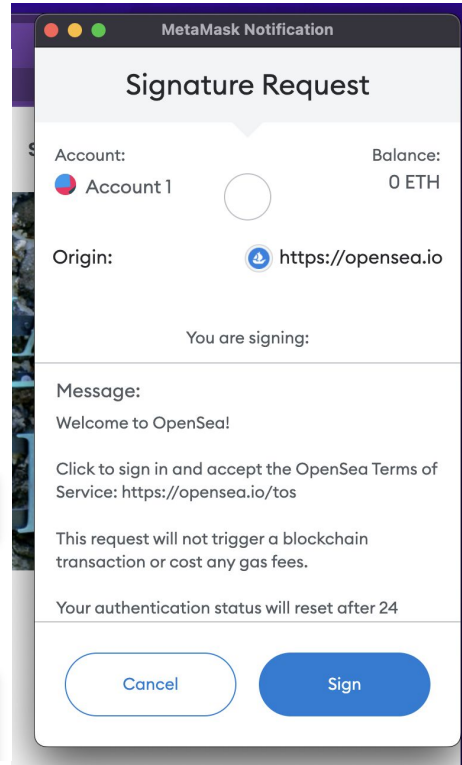 MetaMask Notification
Signature Request
Account:
Balance:
Account 1
0 ETH
Origin:
https://opensea.io
You are signing:
Message:
Welcome to OpenSea!
Click to sign in and accept the OpenSea Terms of
Service: https://opensea.io/tos
This request will not trigger a blockchain
transaction or cost any gas fees.
Your authentication status will reset after 24
Cancel
Sign